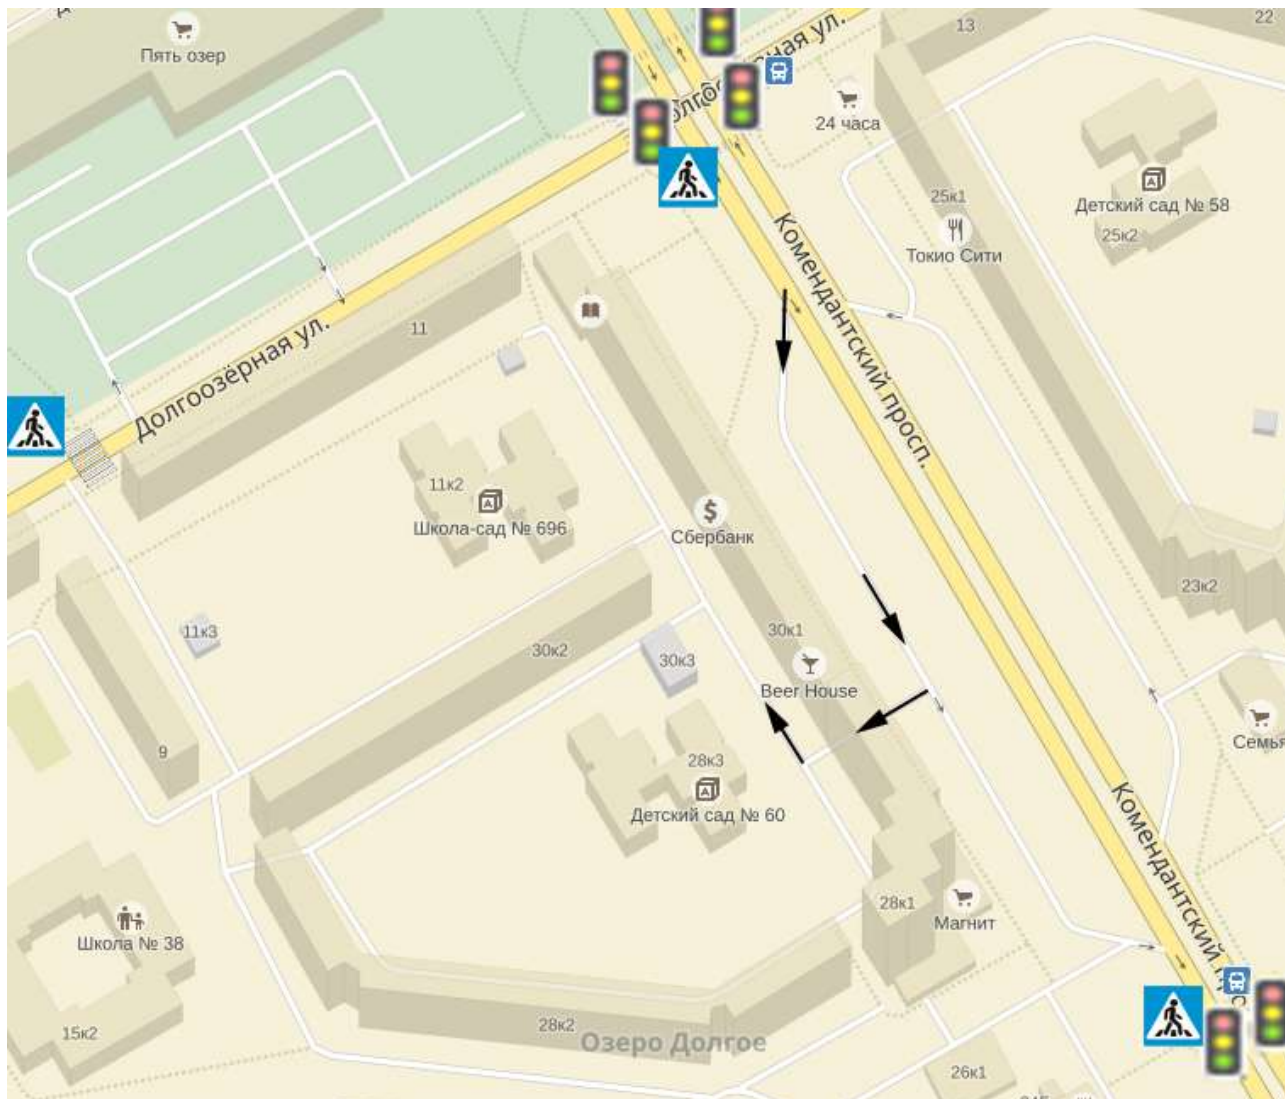 Пять озер
13
22
24 часа
Долгоозёрная ул.
25к1
Детский сад № 58
25к2
Токио Сити
Комендантский просп.
11
Долгоозёрная ул.
11к2
Школа-сад № 696
$
Сбербанк
23к2
11к3
30к1
30к2
30к3
Beer House
9
28к3
Детский сад № 60
Семья
Комендантский
28к1
Магнит
Школа № 38
15к2
28к2
Озеро Долгое
26к1